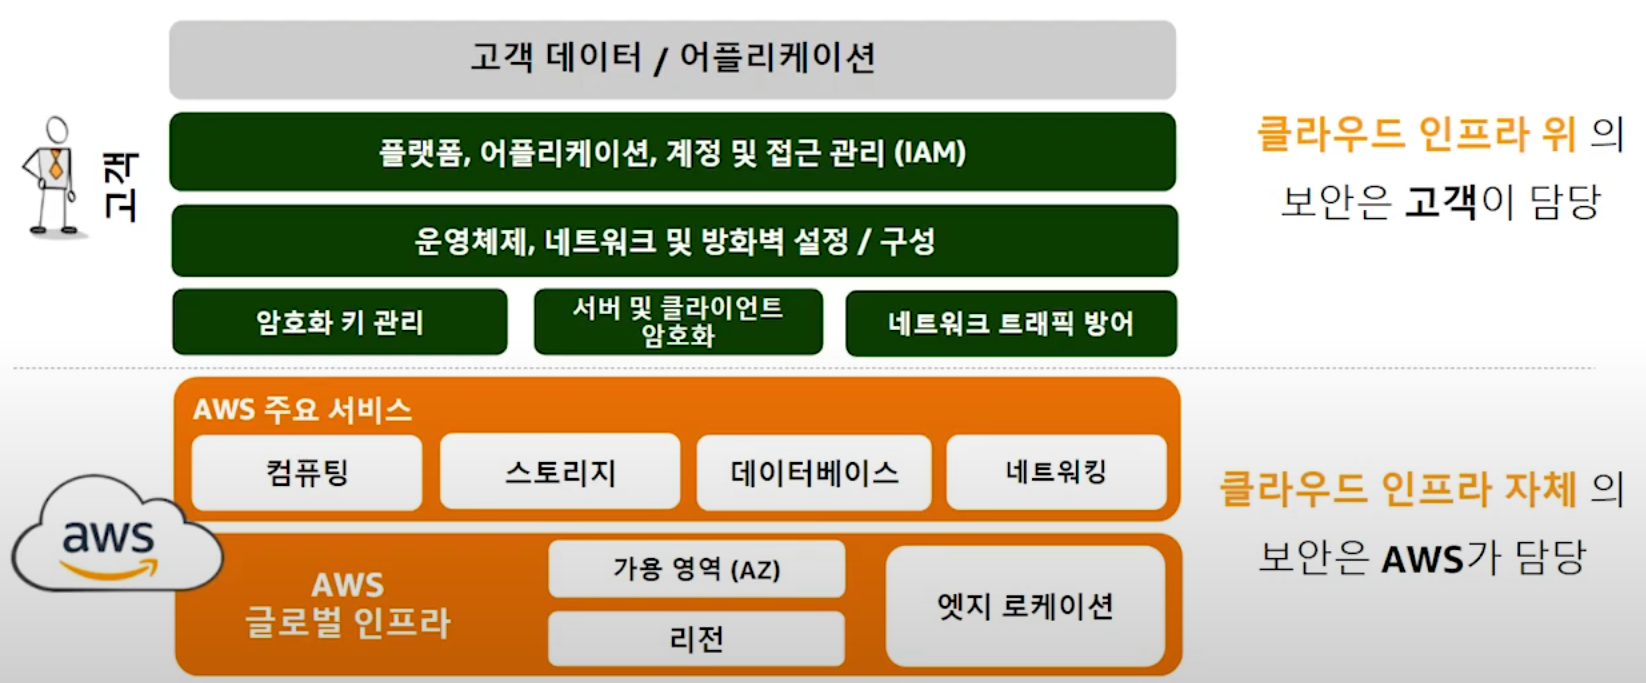 고객 데이터 / 어플리케이션
플랫폼, 어플리케이션, 계정 및 접근 관리 (IAM)
운영체제, 네트워크 및 방화벽 설정 / 구성
암호화 키 관리
서버 및 클라이언트
암호화
네트워크 트래픽 방어
고객
클라우드 인프라 위 의
보안은 고객이 담당
AWS 주요 서비스
컴퓨팅
스토리지
데이터베이스
네트워킹
aws
AWS
글로벌 인프라
가용 영역 (AZ)
리전
엣지 로케이션
클라우드 인프라 자체 의
보안은 AWS가 담당